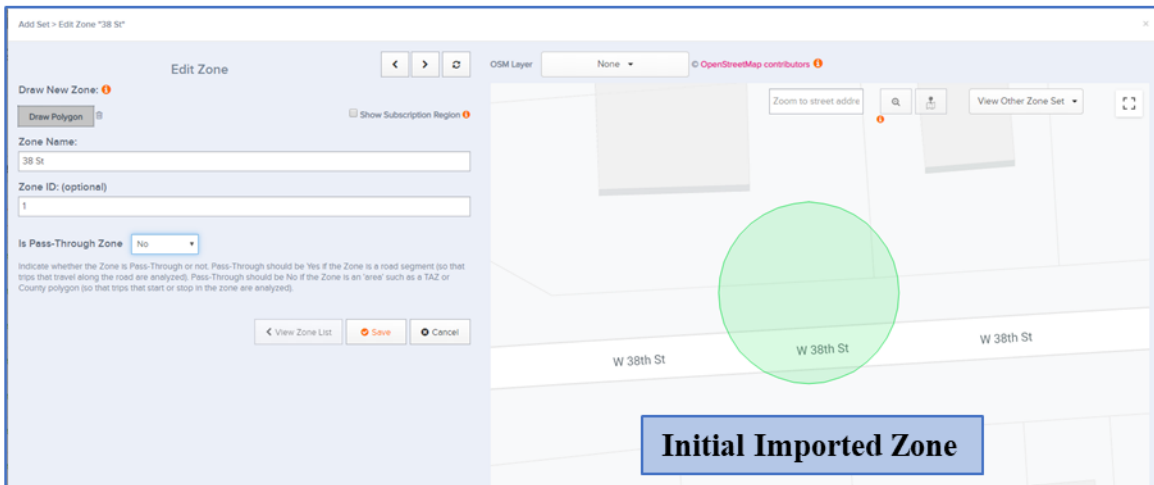 Add Set > Edit Zone "38 St"
Edit Zone
Draw New Zone:
Draw Polygon
Show Subscription Region
Zone Name:
38 St
Zone ID: (optional)
1
Is Pass-Through Zone No
Indicate whether the Zone is Pass-Through or not. Pass-Through should be Yes if the Zone is a road segment (so that
trips that travel along the road are analyzed). Pass-Through should be No if the Zone is an 'area' such as a TAZ or
County polygon (so that trips that start or stop in the zone are analyzed).
View Zone List Save Cancel
OSM Layer None © OpenStreetMap contributors
Zoom to street addre View Other Zone Set
W 38th St W 38th St W 38th St
Initial Imported Zone